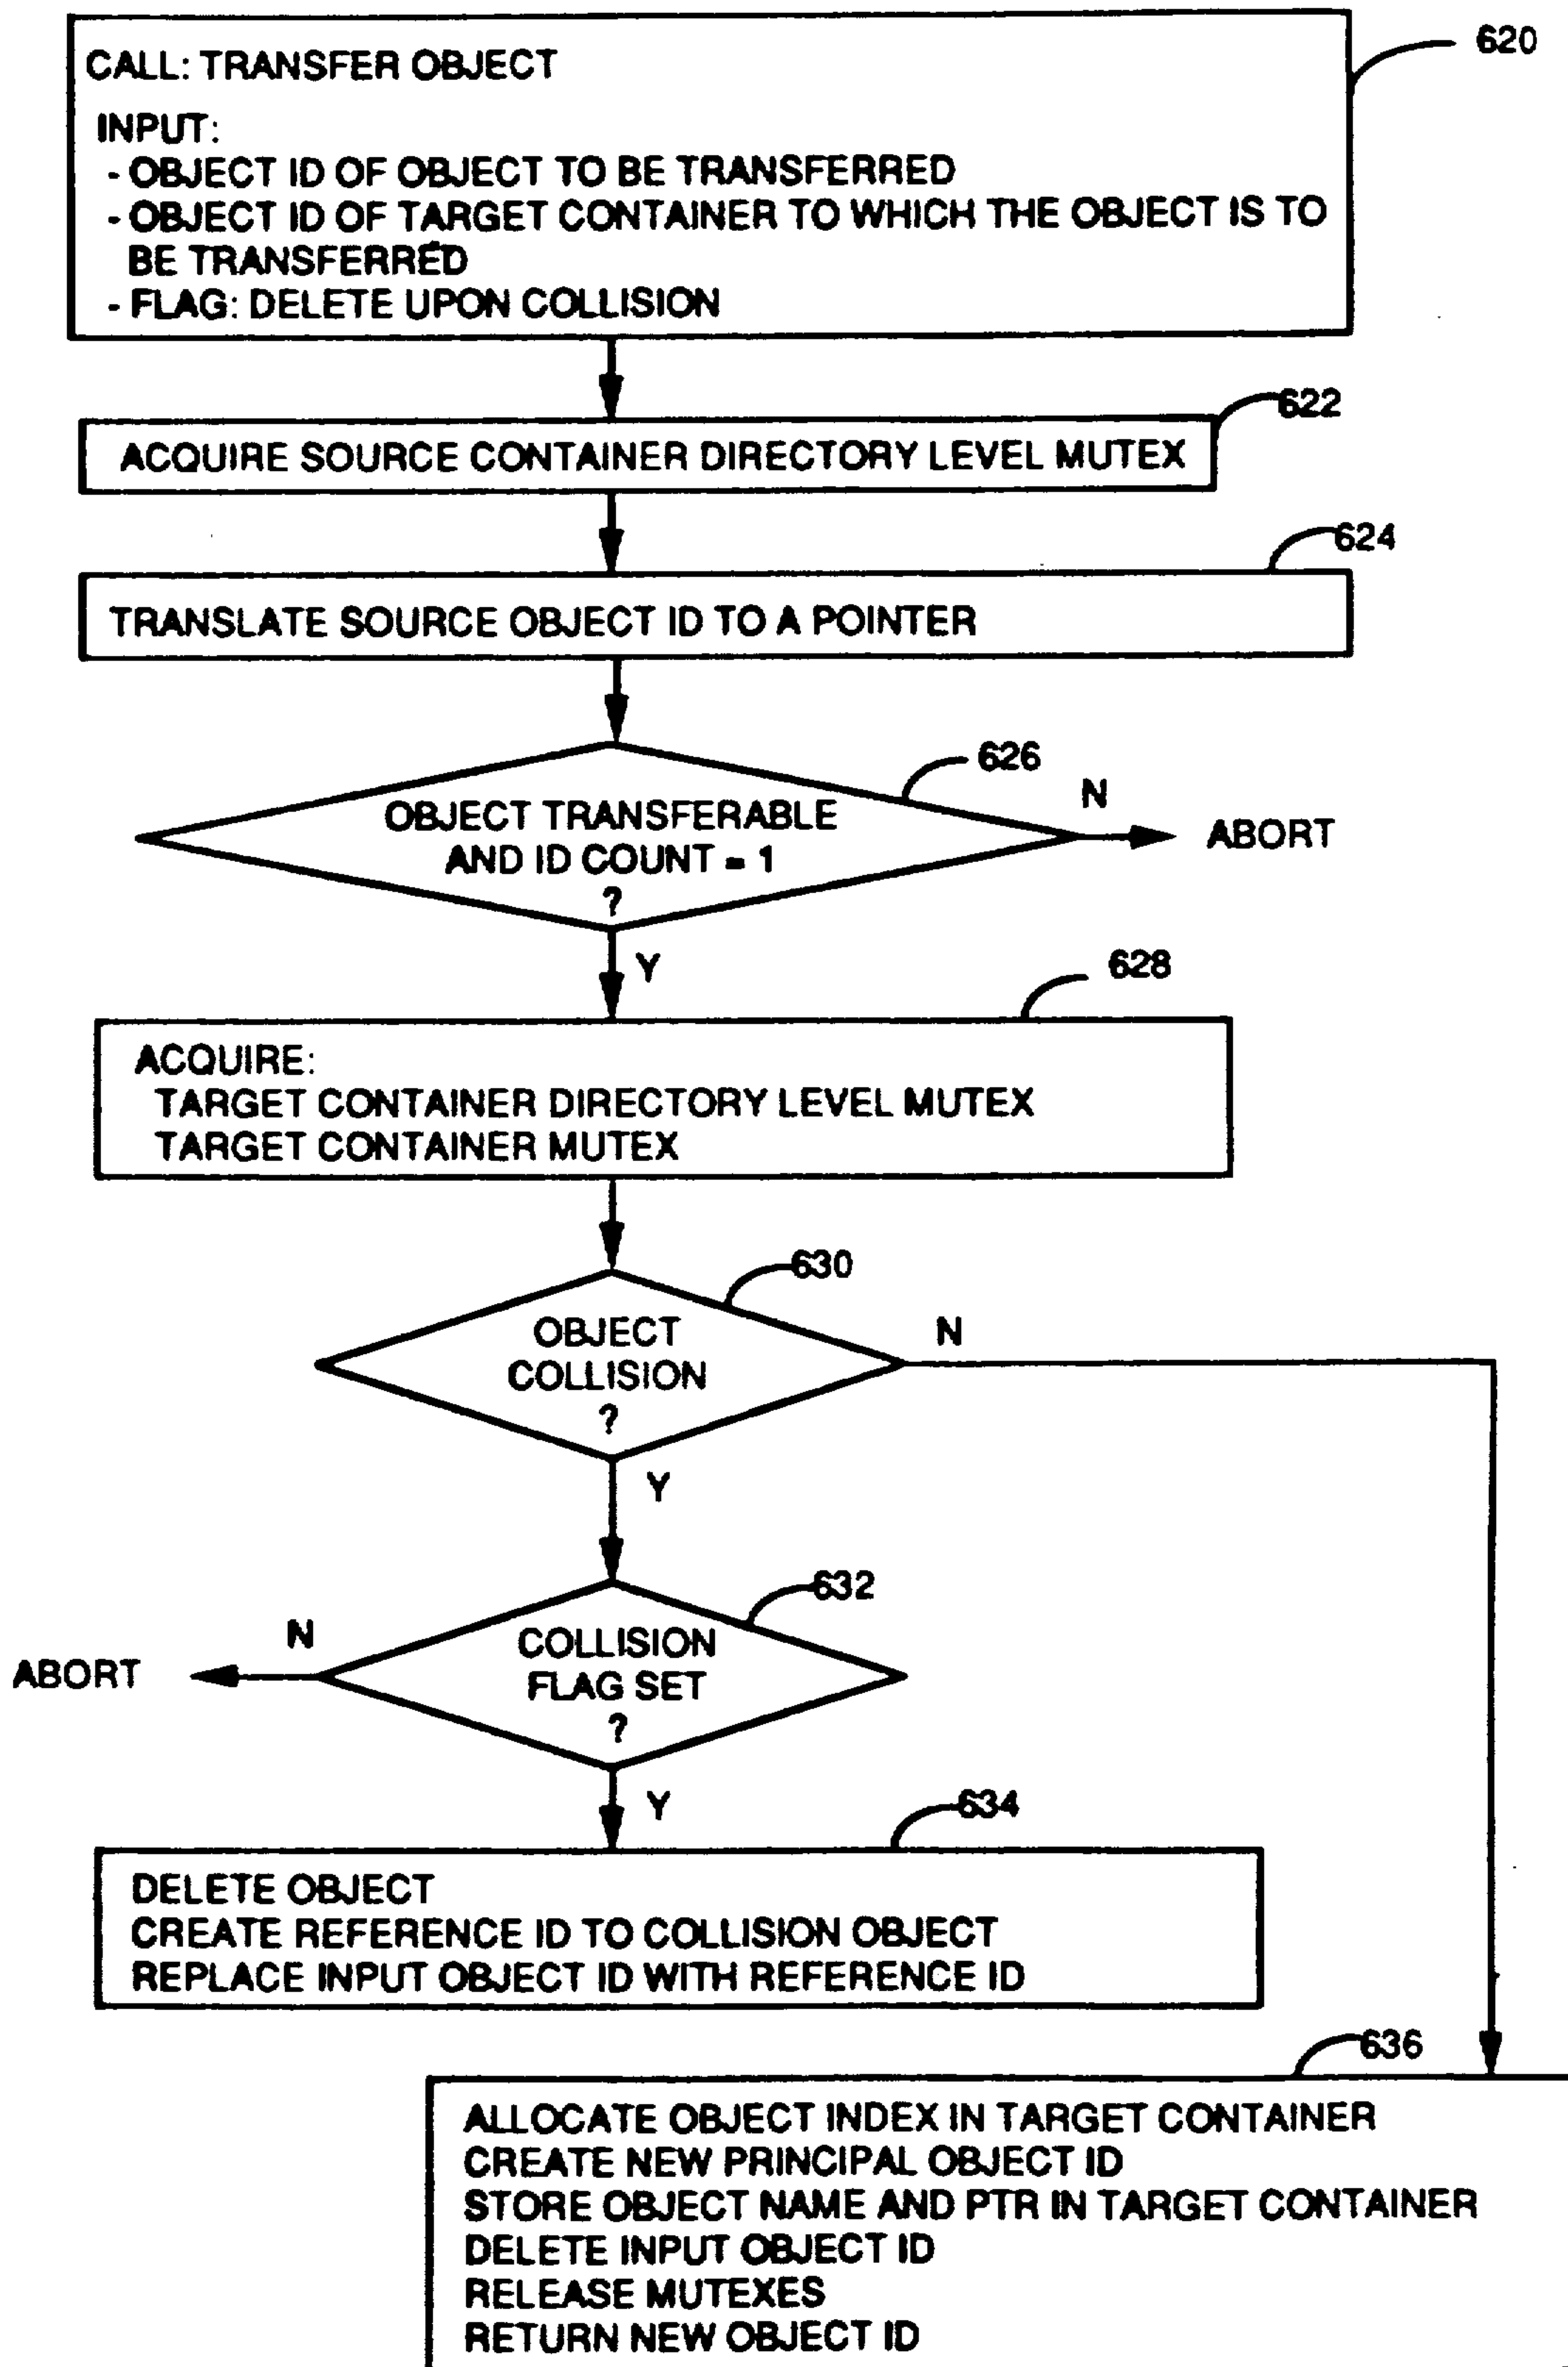 620
CALL: TRANSFER OBJECT
INPUT:
- OBJECT ID OF OBJECT TO BE TRANSFERRED
- OBJECT ID OF TARGET CONTAINER TO WHICH THE OBJECT IS TO
BE TRANSFERRED
- FLAG: DELETE UPON COLLISION
622
ACQUIRE SOURCE CONTAINER DIRECTORY LEVEL MUTEX
624
TRANSLATE SOURCE OBJECT ID TO A POINTER
626
OBJECT TRANSFERABLE
AND ID COUNT = 1
?
N
ABORT
Y
628
ACQUIRE:
TARGET CONTAINER DIRECTORY LEVEL MUTEX
TARGET CONTAINER MUTEX
630
OBJECT
COLLISION
?
N
Y
632
COLLISION
FLAG SET
?
N
ABORT
Y
634
DELETE OBJECT
CREATE REFERENCE ID TO COLLISION OBJECT
REPLACE INPUT OBJECT ID WITH REFERENCE ID
636
ALLOCATE OBJECT INDEX IN TARGET CONTAINER
CREATE NEW PRINCIPAL OBJECT ID
STORE OBJECT NAME AND PTR IN TARGET CONTAINER
DELETE INPUT OBJECT ID
RELEASE MUTEXES
RETURN NEW OBJECT ID